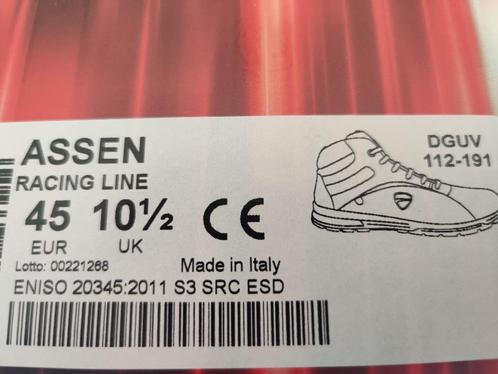 ASSEN
RACING LINE
45 10½ CE
EUR UK
Lotto: 00221268 Made in Italy
ENISO 20345:2011 S3 SRC ESD
DGUV
112-191